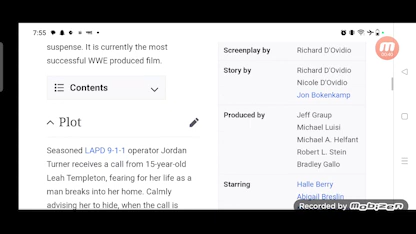 7:55
suspense. It is currently the most
successful WWE produced film.
Contents
Plot
Seasoned LAPD 9-1-1 operator Jordan
Turner receives a call from 15-year-old
Leah Templeton, fearing for her life as a
man breaks into her home. Calmly
advising her to hide, when the call is
Screenplay by Richard D'Ovidio
Story by Richard D'Ovidio
Nicole D'Ovidio
Jon Bokenkamp
Produced by Jeff Graup
Michael Luisi
Michael A. Helfant
Robert L. Stein
Bradley Gallo
Starring Halle Berry
Abigail Breslin
Recorded by Mobizen